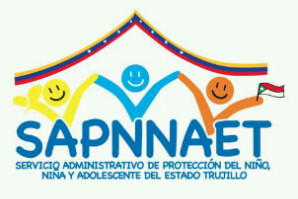 SAPNNAET
SERVICIO ADMINISTRATIVO DE PROTECCIÓN DEL NIÑO,
NIÑA Y ADOLESCENTE DEL ESTADO TRUJILLO